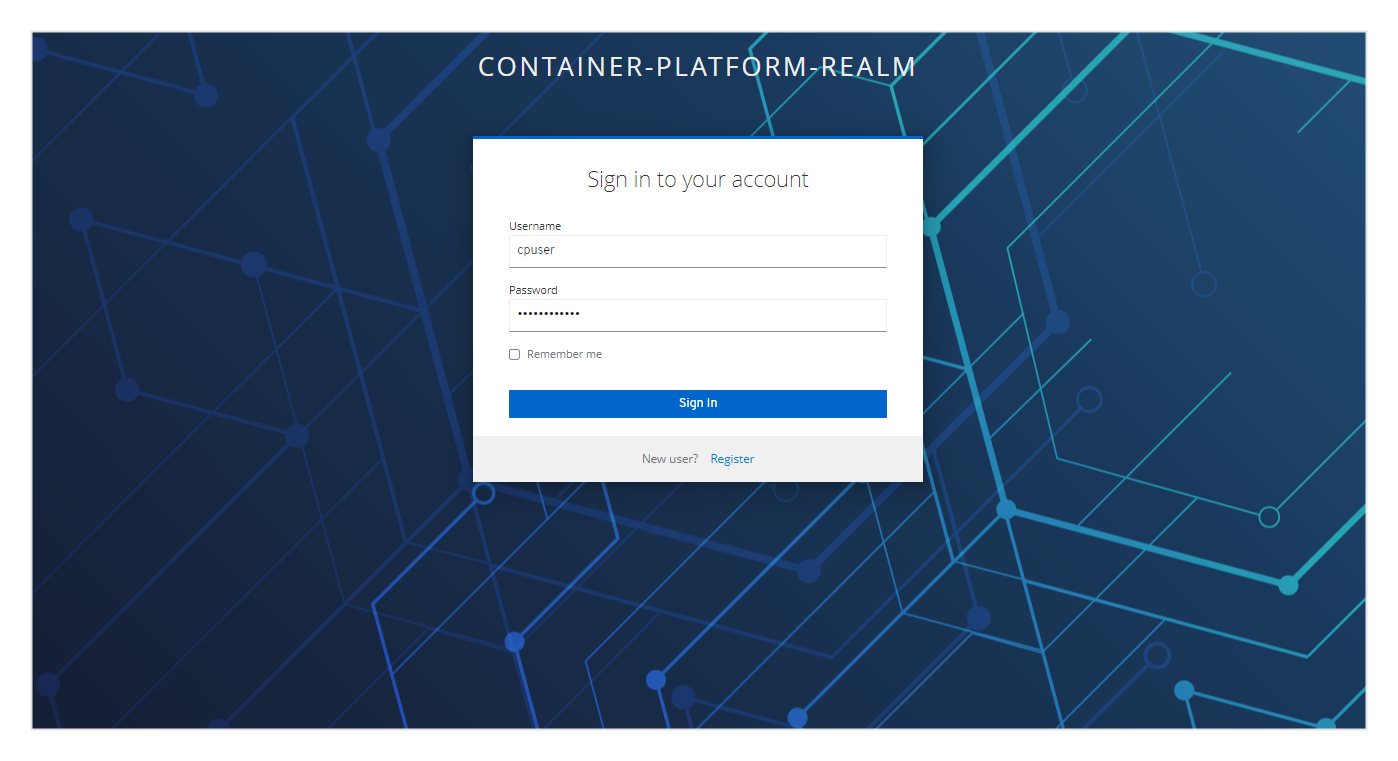 CONTAINER-PLATFORM-REALM
Sign in to your account
Username
cpuser
Password
••••••••••••
Remember me
Sign In
New user? Register